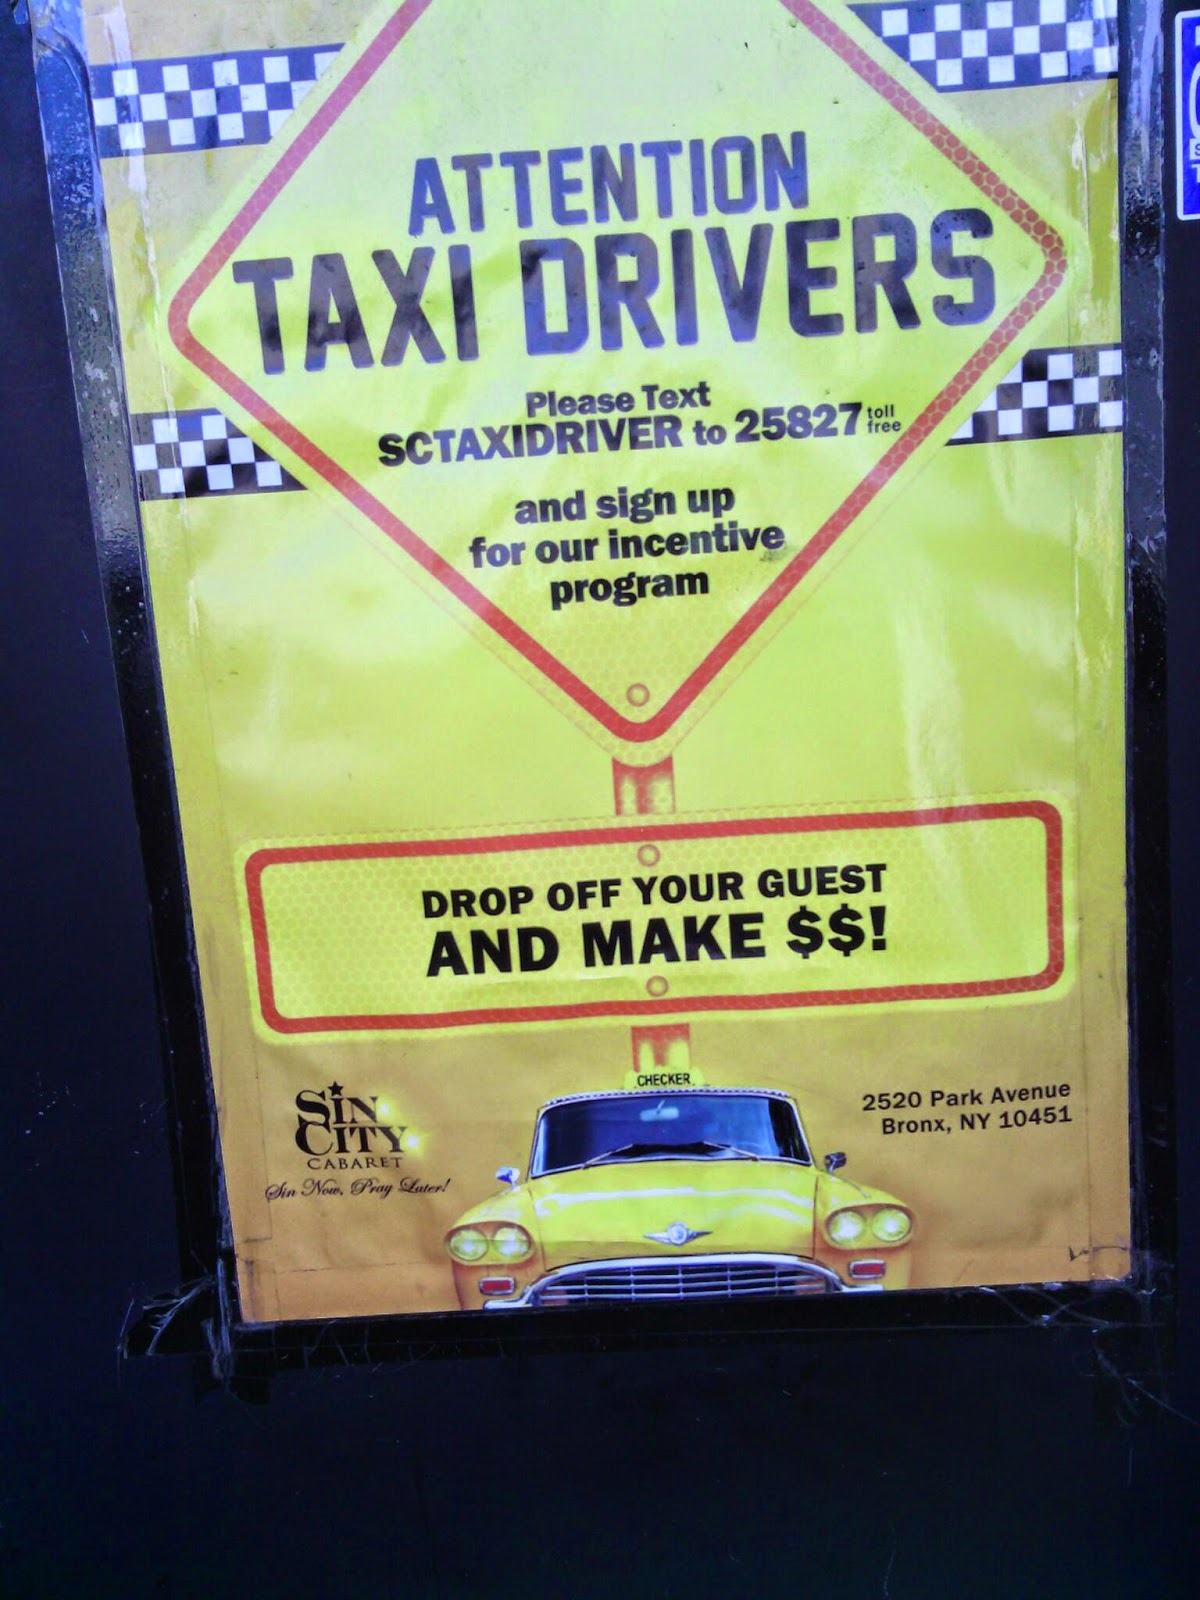 ATTENTION
TAXI DRIVERS
Please Text
SCTAXIDRIVER to 25827 toll free
and sign up
for our incentive
program
DROP OFF YOUR GUEST
AND MAKE $$!
CHECKER
SIN
CITY
CABARET
Sin Now, Pray Later!
2520 Park Avenue
Bronx, NY 10451